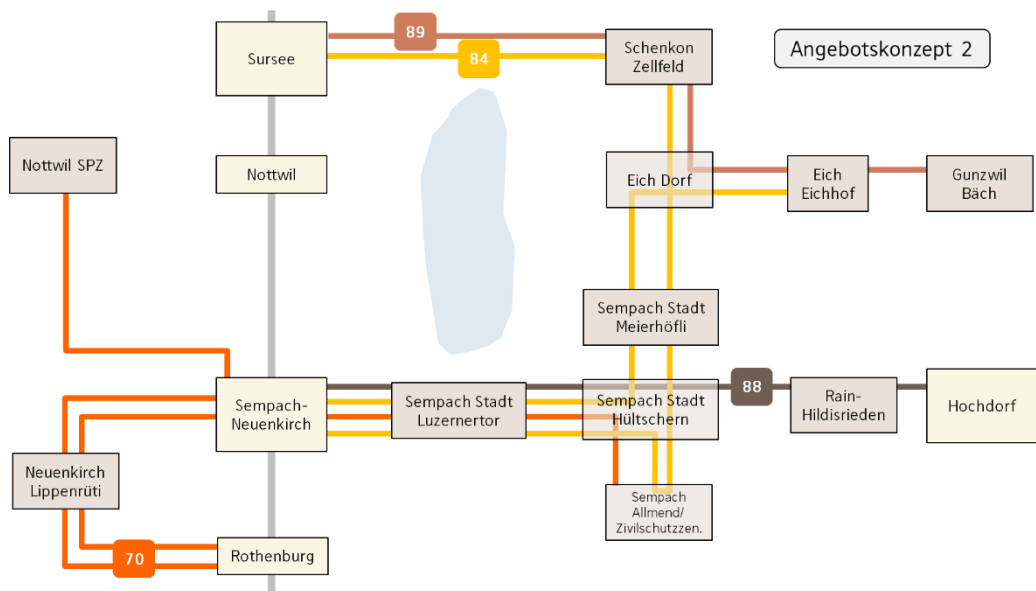 89
84
Sursee
Schenkon
Zellfeld
Angebotskonzept 2
Nottwil SPZ
Nottwil
Eich Dorf
Eich
Eichhof
Gunzwil
Bäch
Sempach Stadt
Meierhöfli
88
Sempach-
Neuenkirch
Sempach Stadt
Luzernertor
Sempach Stadt
Hültschern
Rain-
Hildisrieden
Hochdorf
Neuenkirch
Lippenrüti
Sempach
Allmend/
Zivilschutzzen.
70
Rothenburg